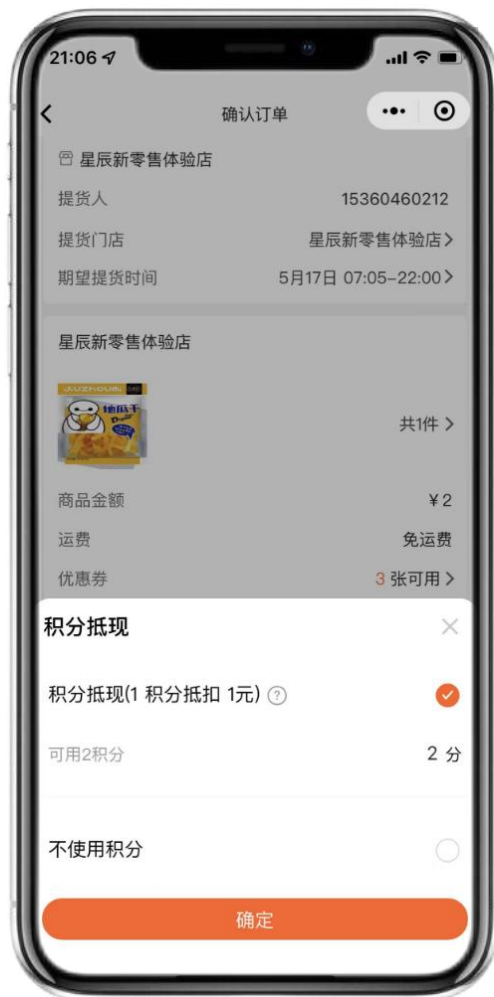 21:06
确认订单
星辰新零售体验店
提货人 15360460212
提货门店 星辰新零售体验店
期望提货时间 5月17日 07:05-22:00
星辰新零售体验店
JIUZHOU
地瓜干
共1件
商品金额 ¥2
运费 免运费
优惠券 3 张可用
积分抵现
积分抵现(1 积分抵扣 1元) ?
可用2积分 2 分
不使用积分
确定